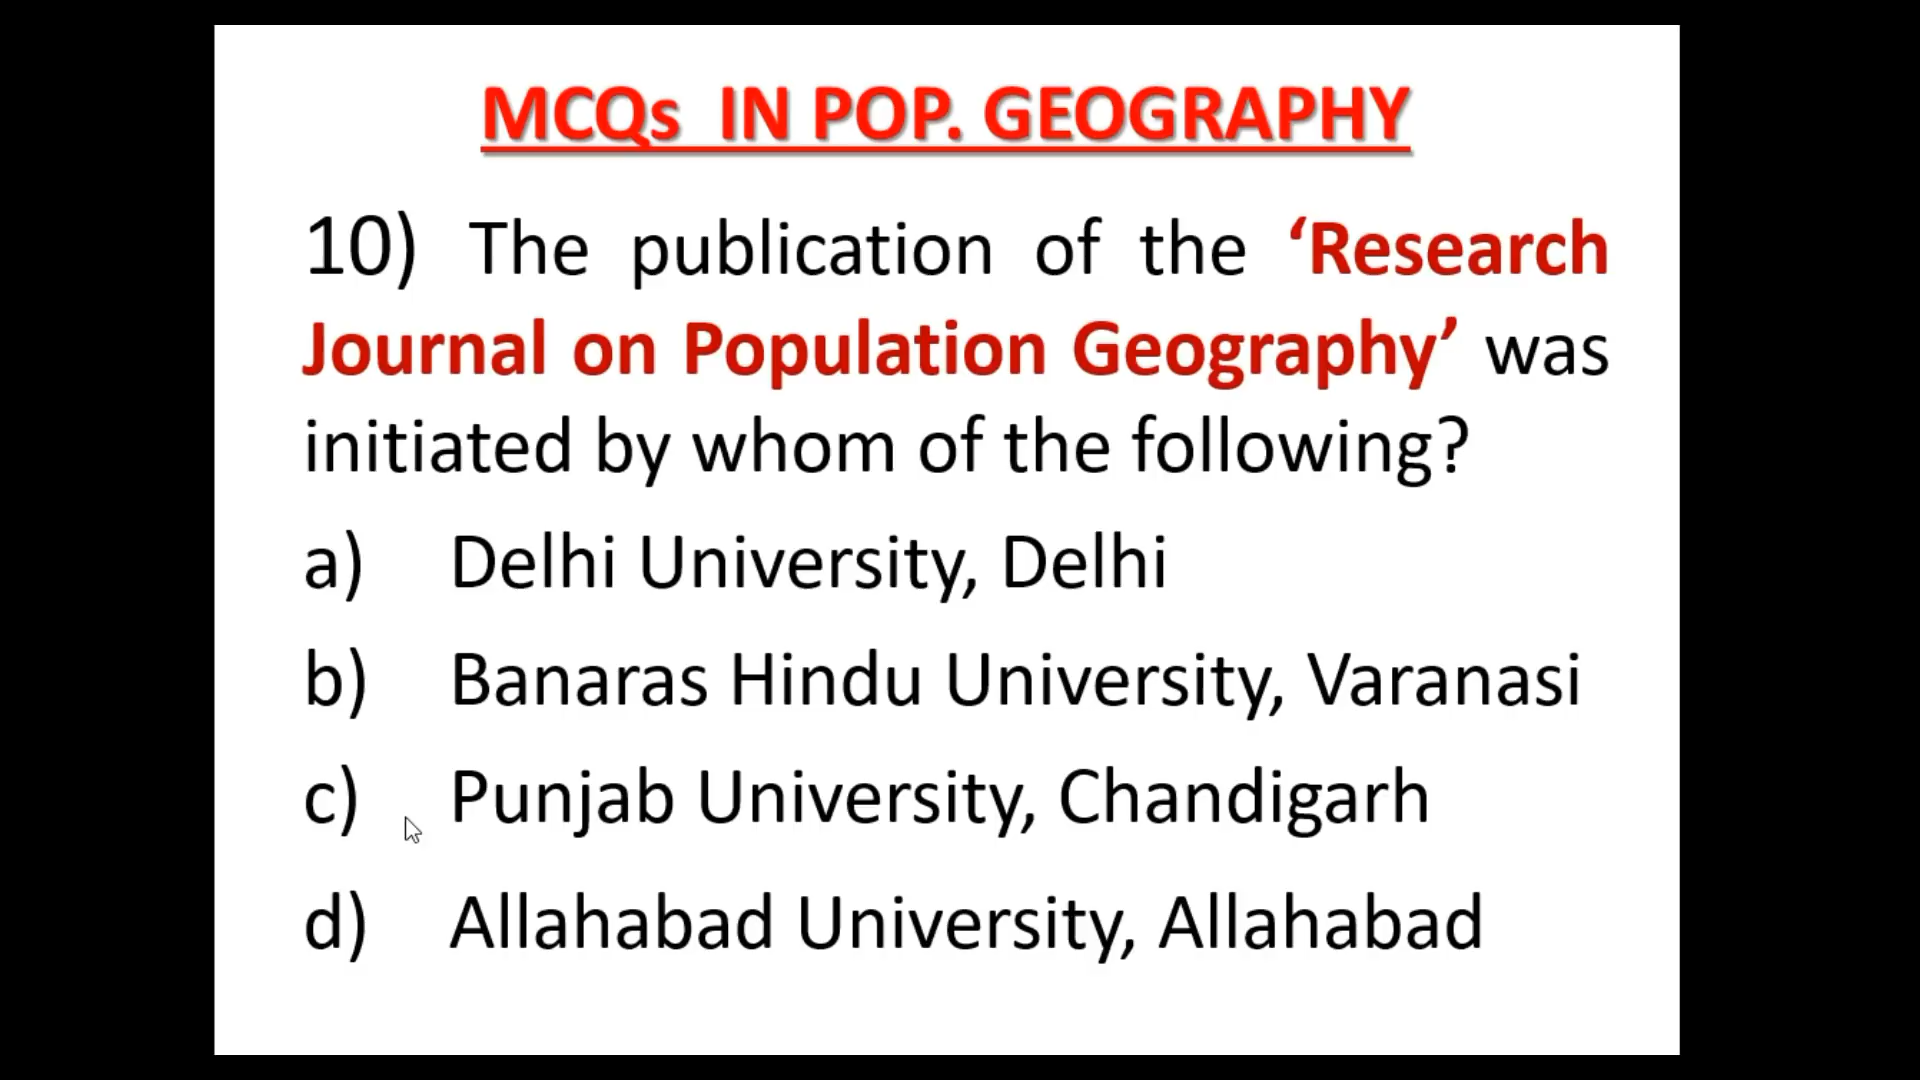 MCQs IN POP. GEOGRAPHY
10) The publication of the ‘Research
Journal on Population Geography’ was
initiated by whom of the following?
a) Delhi University, Delhi
b) Banaras Hindu University, Varanasi
c) Punjab University, Chandigarh
d) Allahabad University, Allahabad